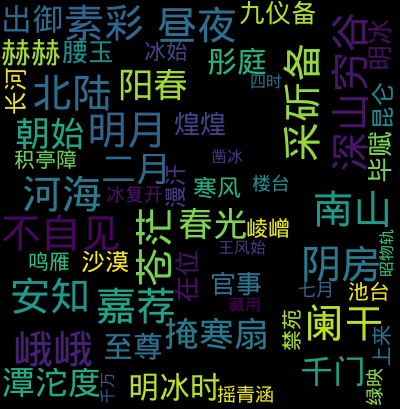 出御
素彩
昼夜
九仪备
赫赫
腰玉
冰始
彤庭
四时
深山穷谷
明冰
长河
北陆
阳春
采斫备
昆仑
朝始
明月
煌煌
毕赋
积亭障
二月
凿冰
河海
冰复开
漫汗
寒风
楼台
南山
不自见
苍茫
春光
崚嶒
王风始
昭物轨
鸣雁
沙漠
在位
阴房
安知
嘉荐
官事
七月
池台
藏用
峨峨
至尊
掩寒扇
禁苑
阑干
上来
潭沱度
千万
明冰时
摇青涵
千门
绿映